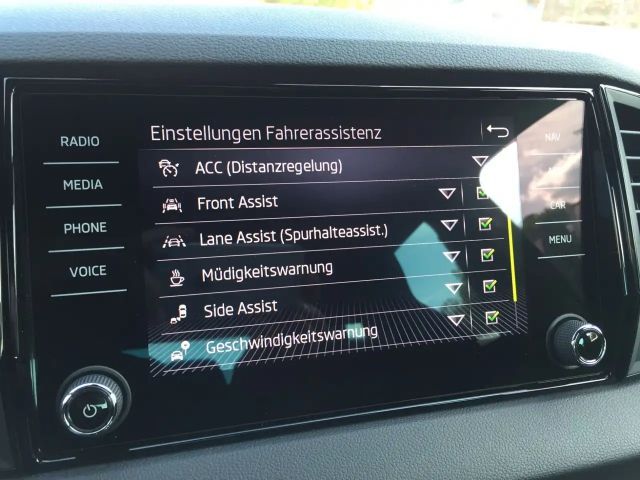 RADIO
MEDIA
PHONE
VOICE
Einstellungen Fahrerassistenz
ACC (Distanzregelung)
Front Assist
Lane Assist (Spurhalteassist.)
Müdigkeitswarnung
Side Assist
Geschwindigkeitswarnung
NAV
CAR
MENU